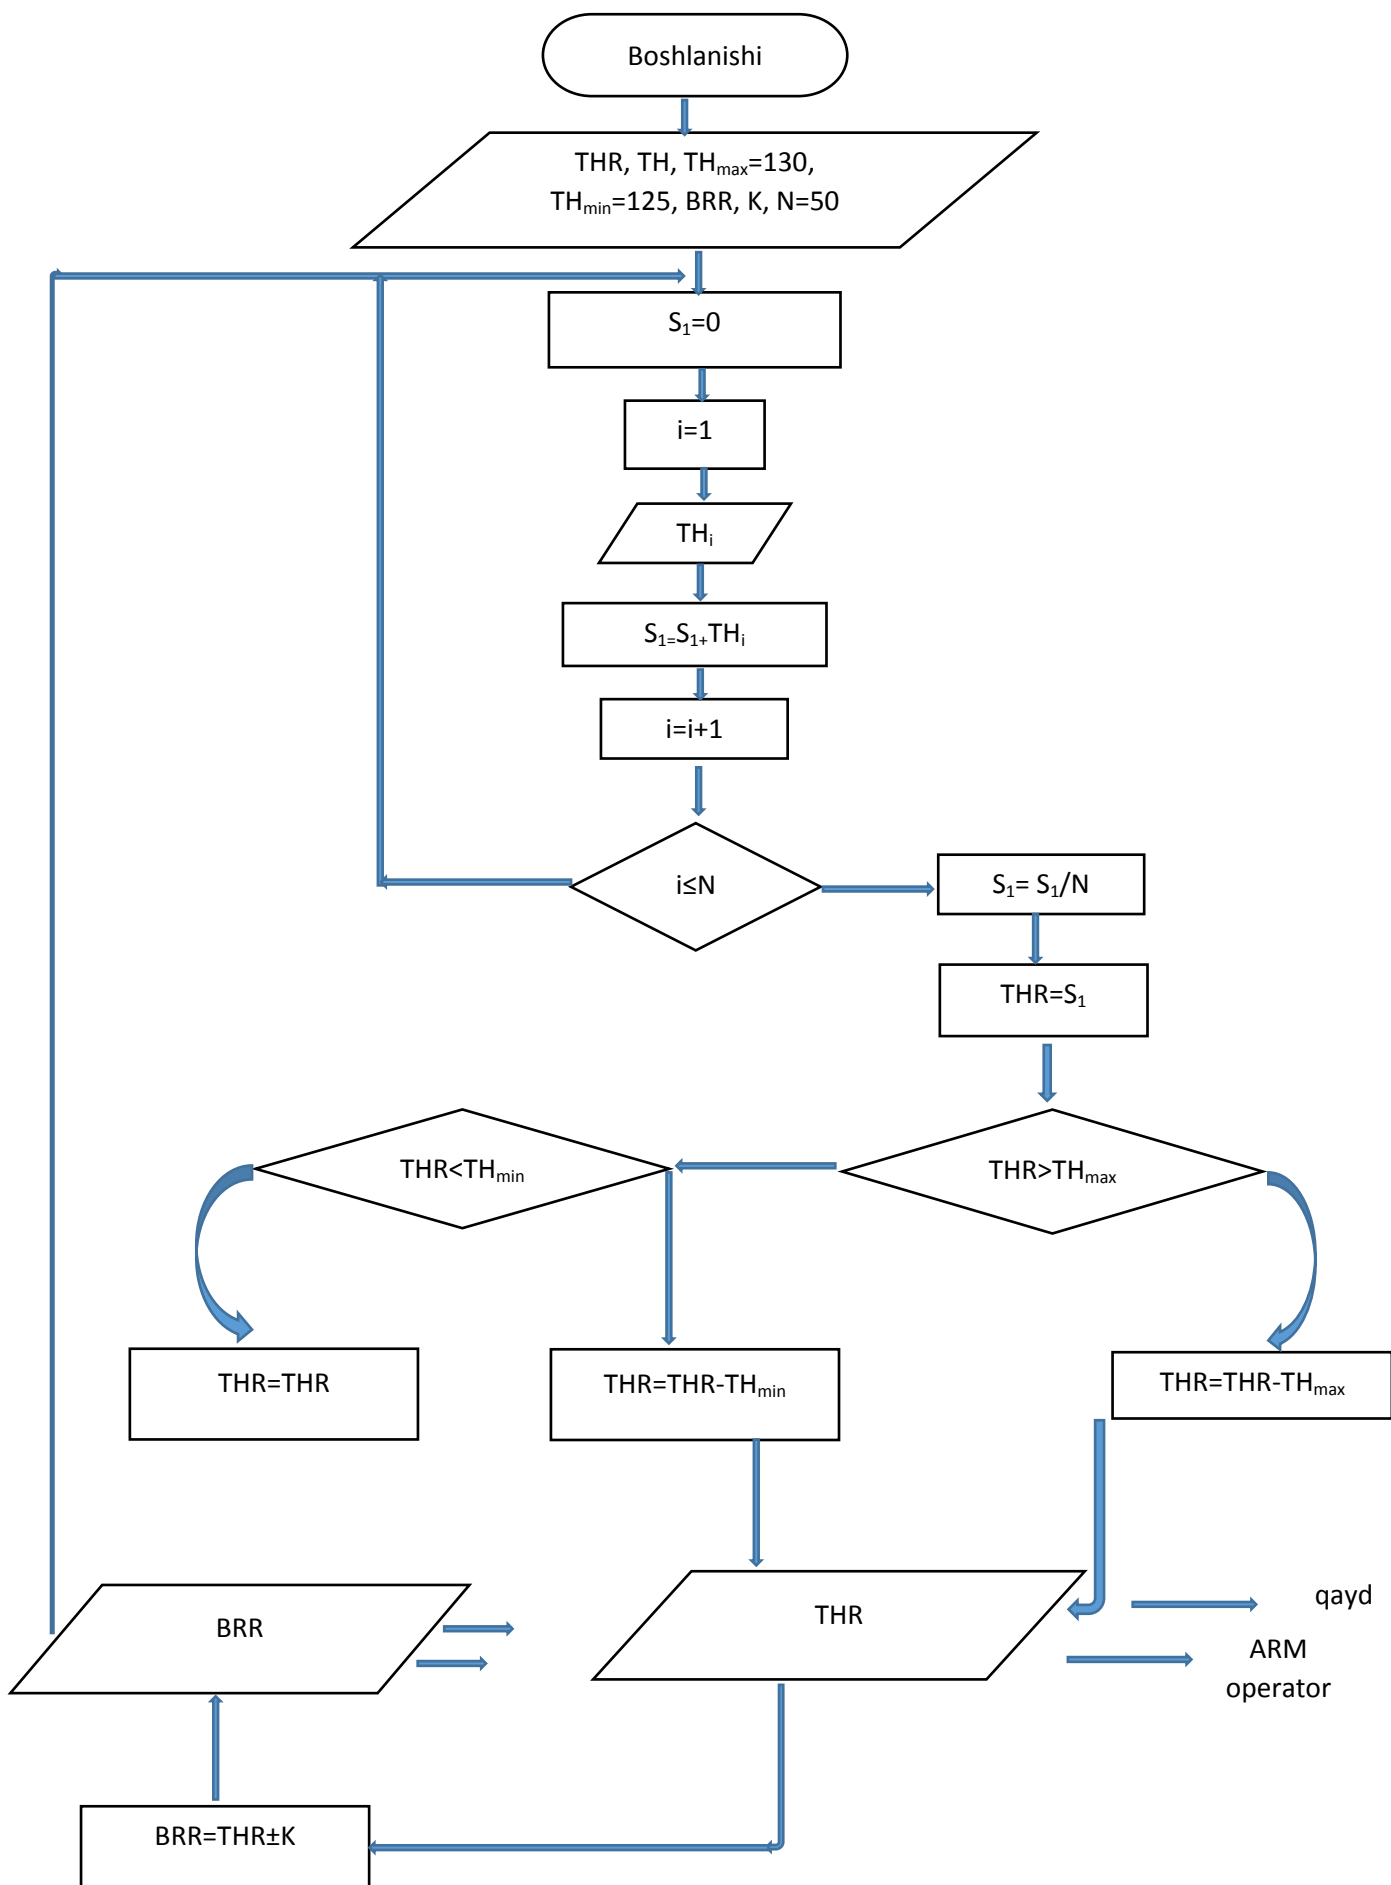 Boshlanishi
THR, TH, THmax=130,
THmin=125, BRR, K, N=50
S1=0
i=1
THi
S1=S1+THi
i=i+1
i≤N
S1= S1/N
THR=S1
THR<THmin
THR>THmax
THR=THR
THR=THR-THmin
THR=THR-THmax
BRR
THR
qayd
ARM
operator
BRR=THR±K